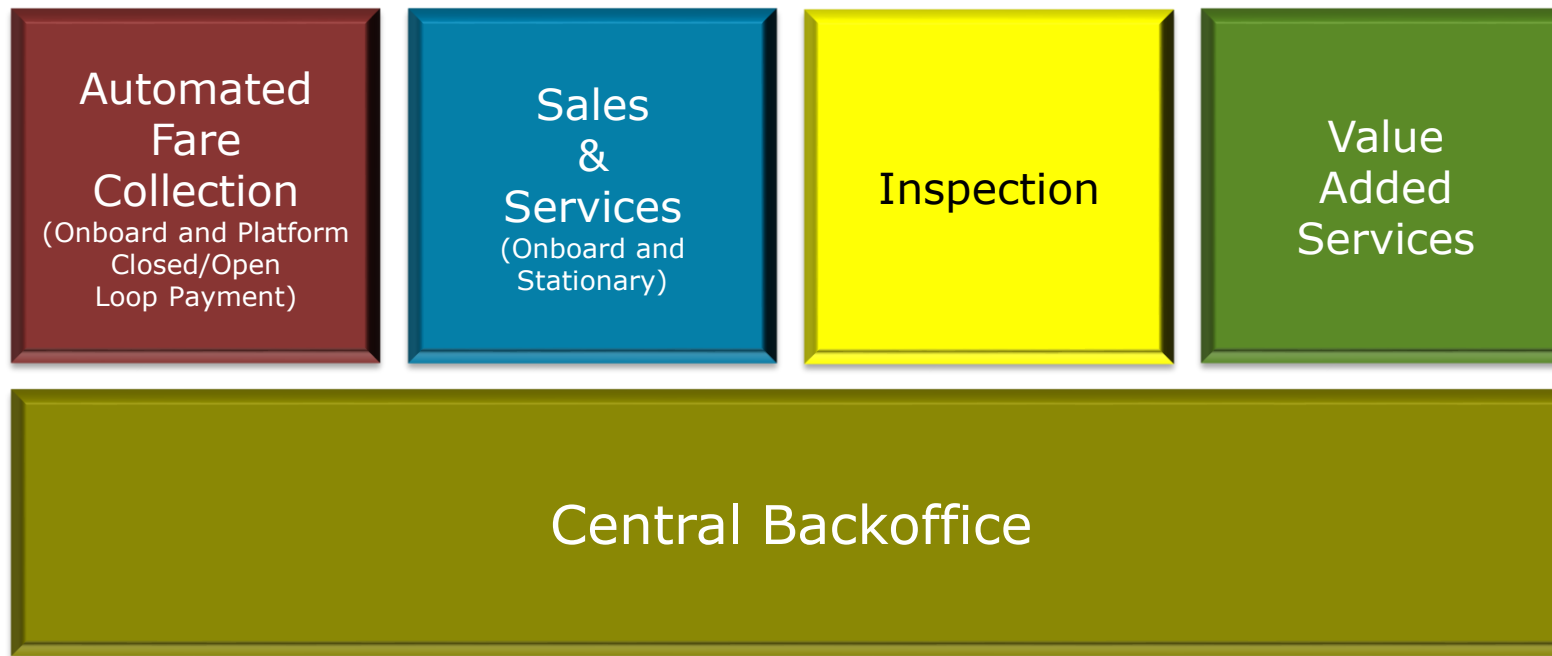 Automated
Fare
Collection
(Onboard and Platform
Closed/Open
Loop Payment)
Sales
&
Services
(Onboard and
Stationary)
Inspection
Value
Added
Services
Central Backoffice